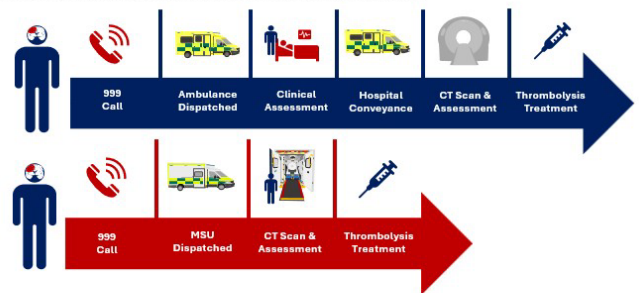 999
Call
Ambulance
Dispatched
Clinical
Assessment
Hospital
Conveyance
CT Scan &
Assessment
Thrombolysis
Treatment
999
Call
MSU
Dispatched
CT Scan &
Assessment
Thrombolysis
Treatment